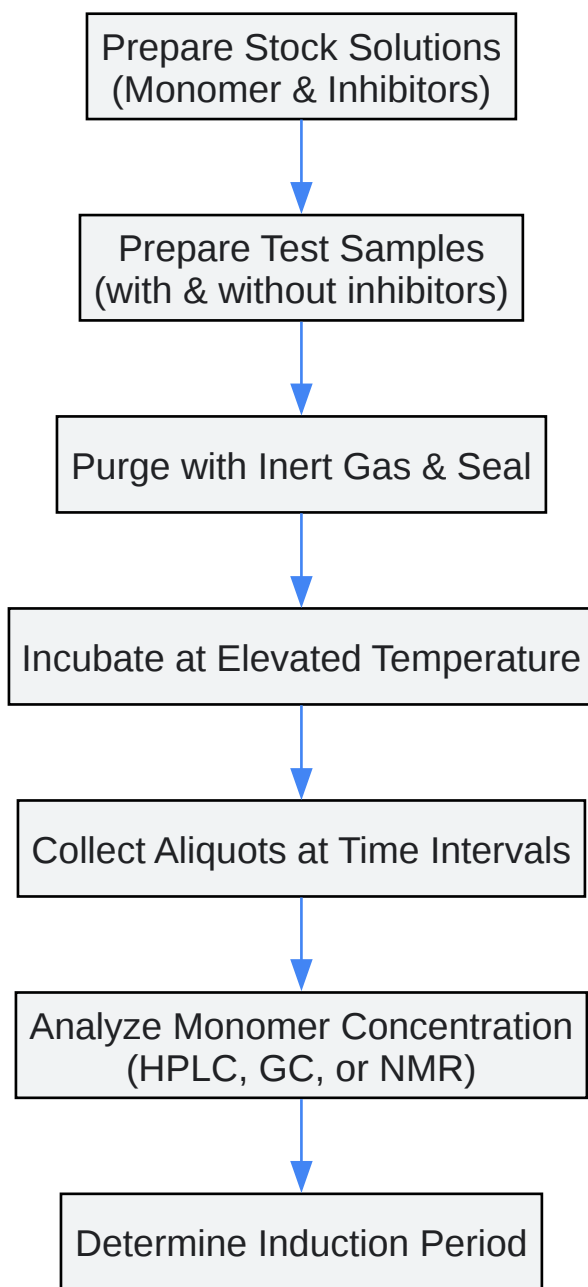 Prepare Stock Solutions
(Monomer & Inhibitors)
Prepare Test Samples
(with & without inhibitors)
Purge with Inert Gas & Seal
Incubate at Elevated Temperature
Collect Aliquots at Time Intervals
Analyze Monomer Concentration
(HPLC, GC, or NMR)
Determine Induction Period